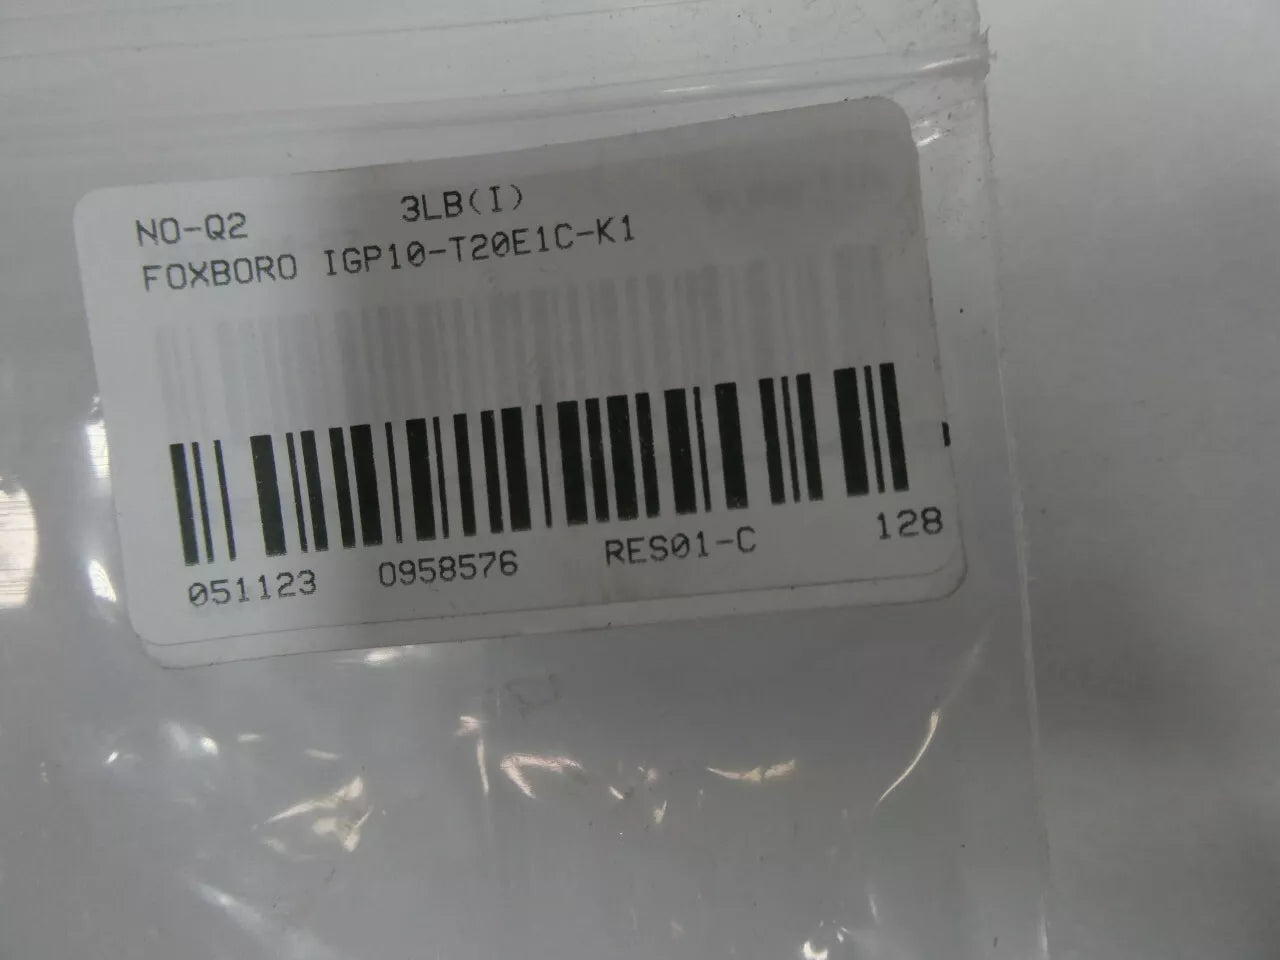 NO-Q2 3LB(I)
FOXBORO IGP10-T20E1C-K1
051123 0958576 RES01-C 128